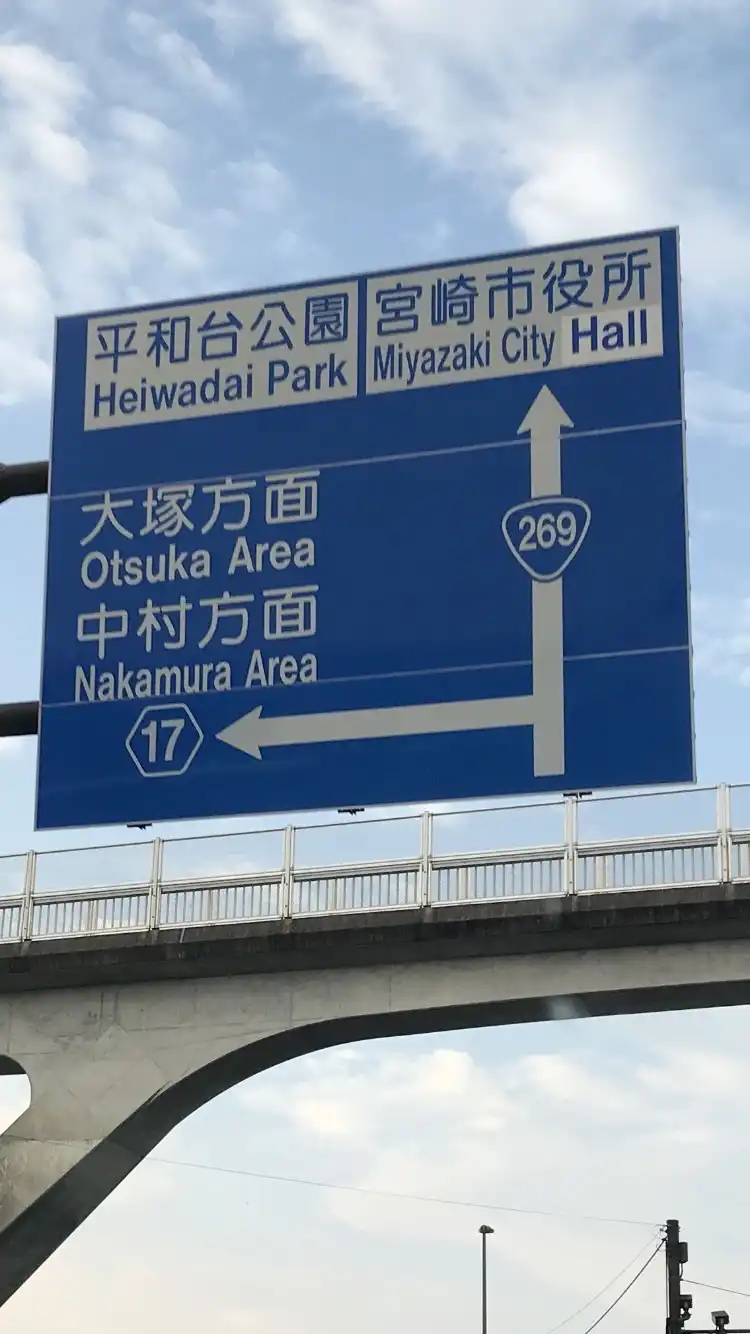 平和台公園
Heiwadai Park
宮崎市役所
Miyazaki City Hall
269
大塚方面
Otsuka Area
中村方面
Nakamura Area
17